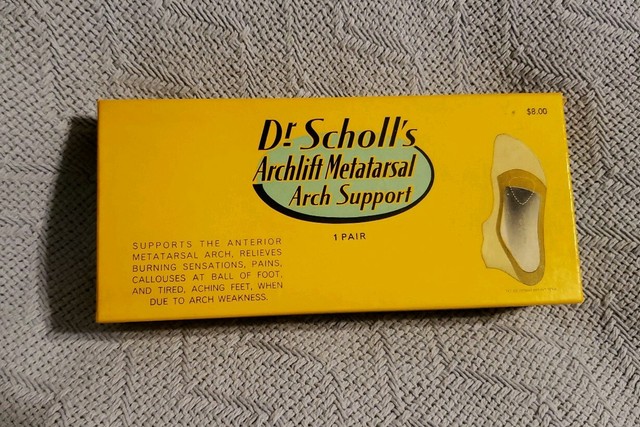 $8.00
Dr Scholl's
Archlift Metatarsal
Arch Support
1 PAIR
SUPPORTS THE ANTERIOR
METATARSAL ARCH, RELIEVES
BURNING SENSATIONS, PAINS,
CALLOUSES AT BALL OF FOOT,
AND TIRED, ACHING FEET, WHEN
DUE TO ARCH WEAKNESS.